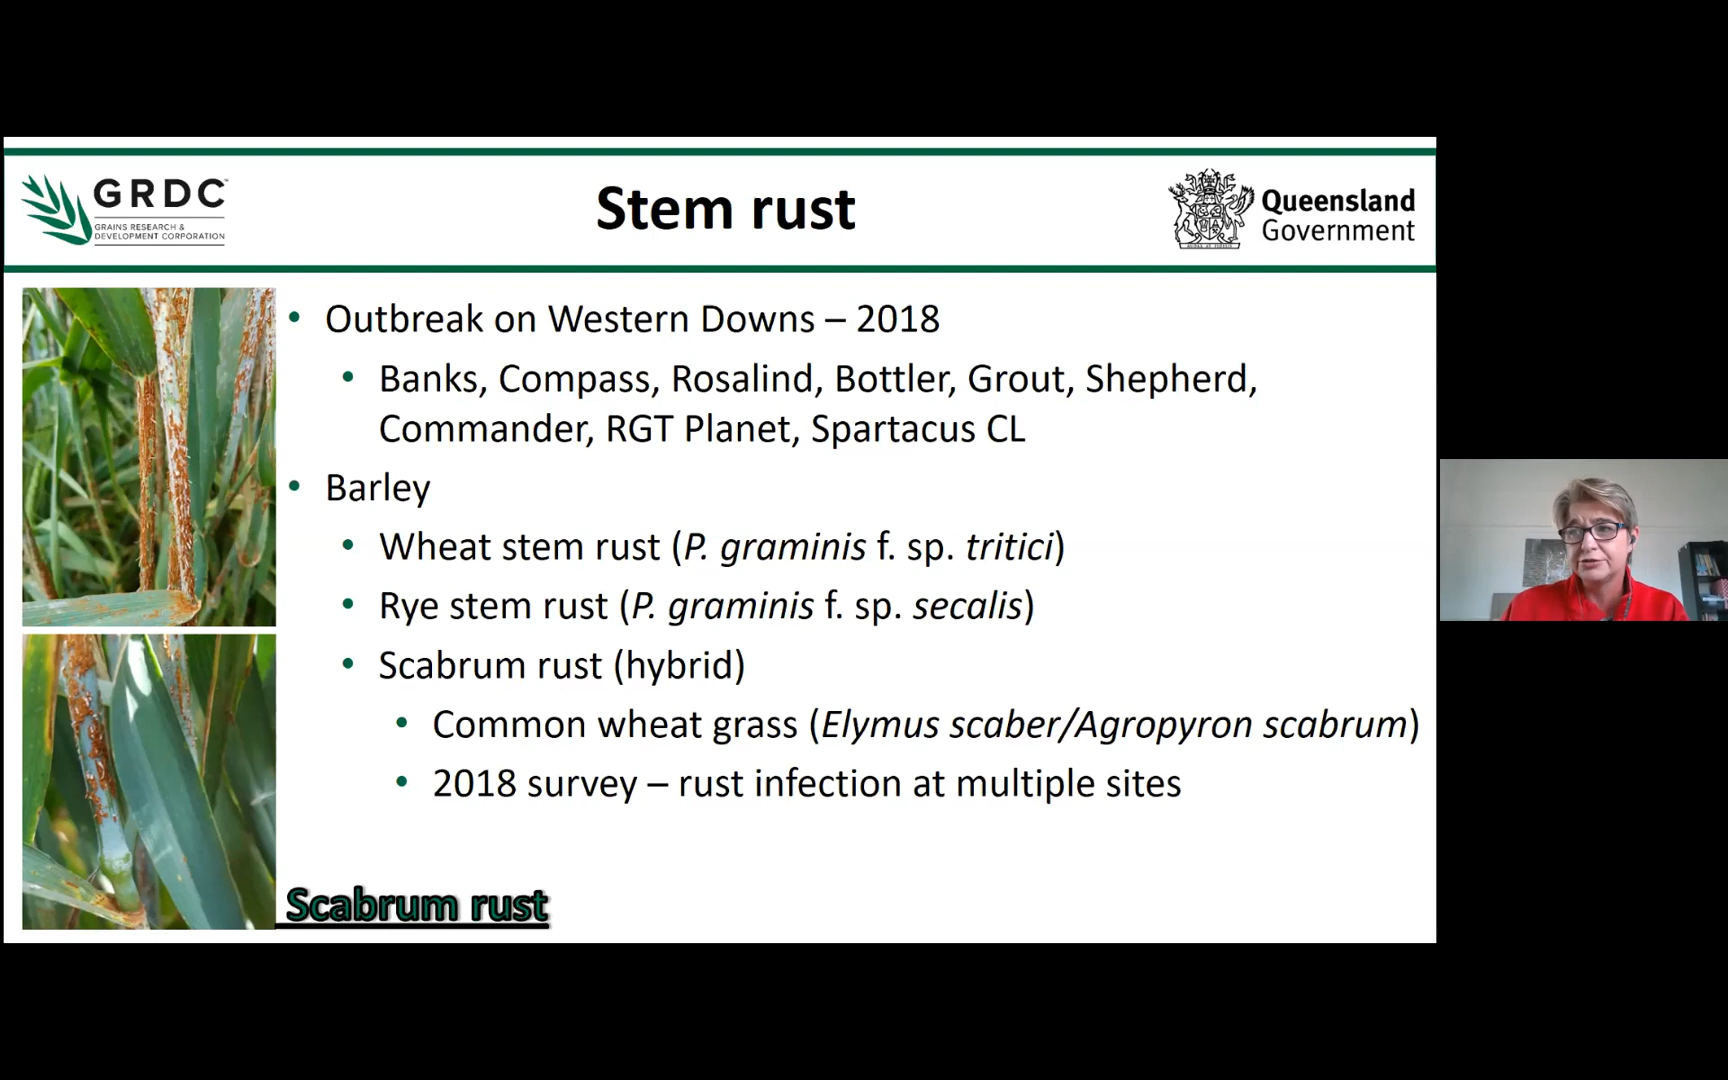 GRDC™
GRAINS RESEARCH &
DEVELOPMENT CORPORATION
Stem rust
Queensland
Government
• Outbreak on Western Downs – 2018
• Banks, Compass, Rosalind, Bottler, Grout, Shepherd,
Commander, RGT Planet, Spartacus CL
• Barley
• Wheat stem rust (P. graminis f. sp. tritici)
• Rye stem rust (P. graminis f. sp. secalis)
• Scabrum rust (hybrid)
• Common wheat grass (Elymus scaber/Agropyron scabrum)
• 2018 survey – rust infection at multiple sites
Scabrum rust